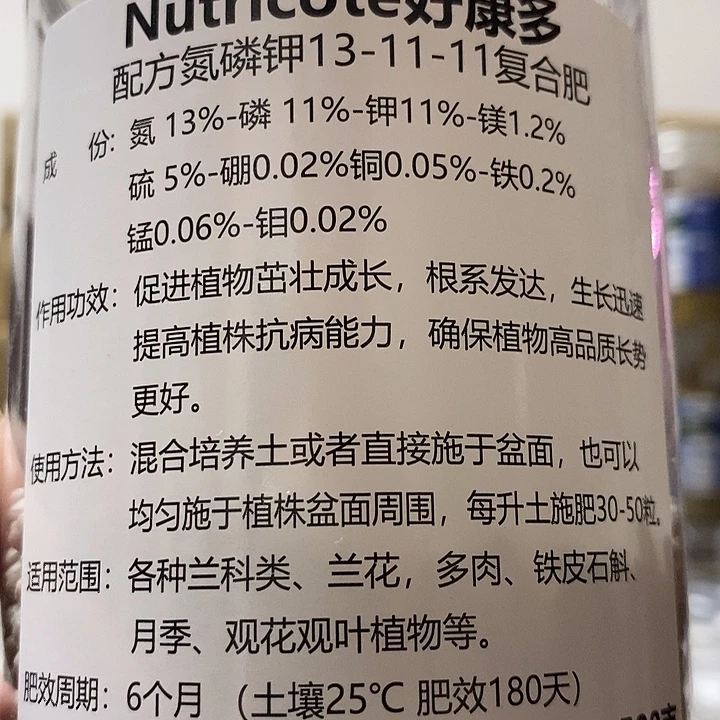 Nutricote好康多
配方氮磷钾13-11-11复合肥
成 份: 氮 13%-磷 11%-钾11%-镁1.2%
硫 5%-硼0.02%铜0.05%-铁0.2%
锰0.06%-钼0.02%
作用功效: 促进植物茁壮成长，根系发达，生长迅速
提高植株抗病能力，确保植物高品质长势
更好。
使用方法: 混合培养土或者直接施于盆面，也可以
均匀施于植株盆面周围，每升土施肥30-50粒。
适用范围: 各种兰科类、兰花，多肉、铁皮石斛、
月季、观花观叶植物等。
肥效周期: 6个月 （土壤25℃ 肥效180天）